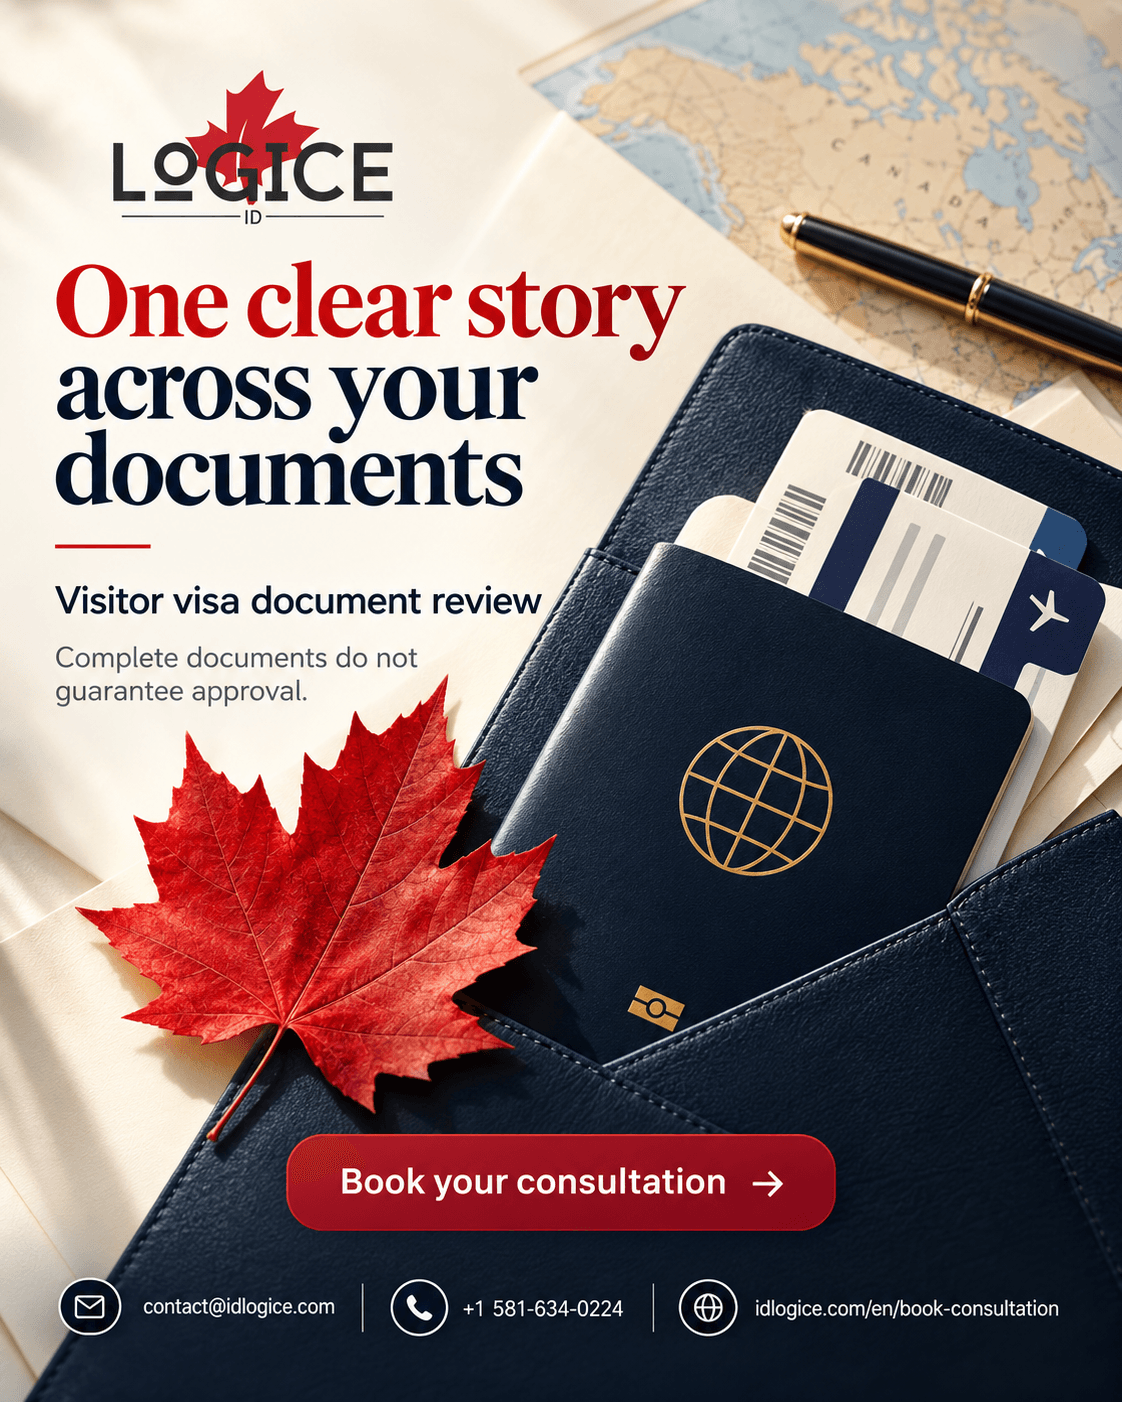 LOGICE
ID
CANADA
One clear story
across your
documents
Visitor visa document review
Complete documents do not
guarantee approval.
Book your consultation →
contact@idlogice.com
+1 581-634-0224
idlogice.com/en/book-consultation